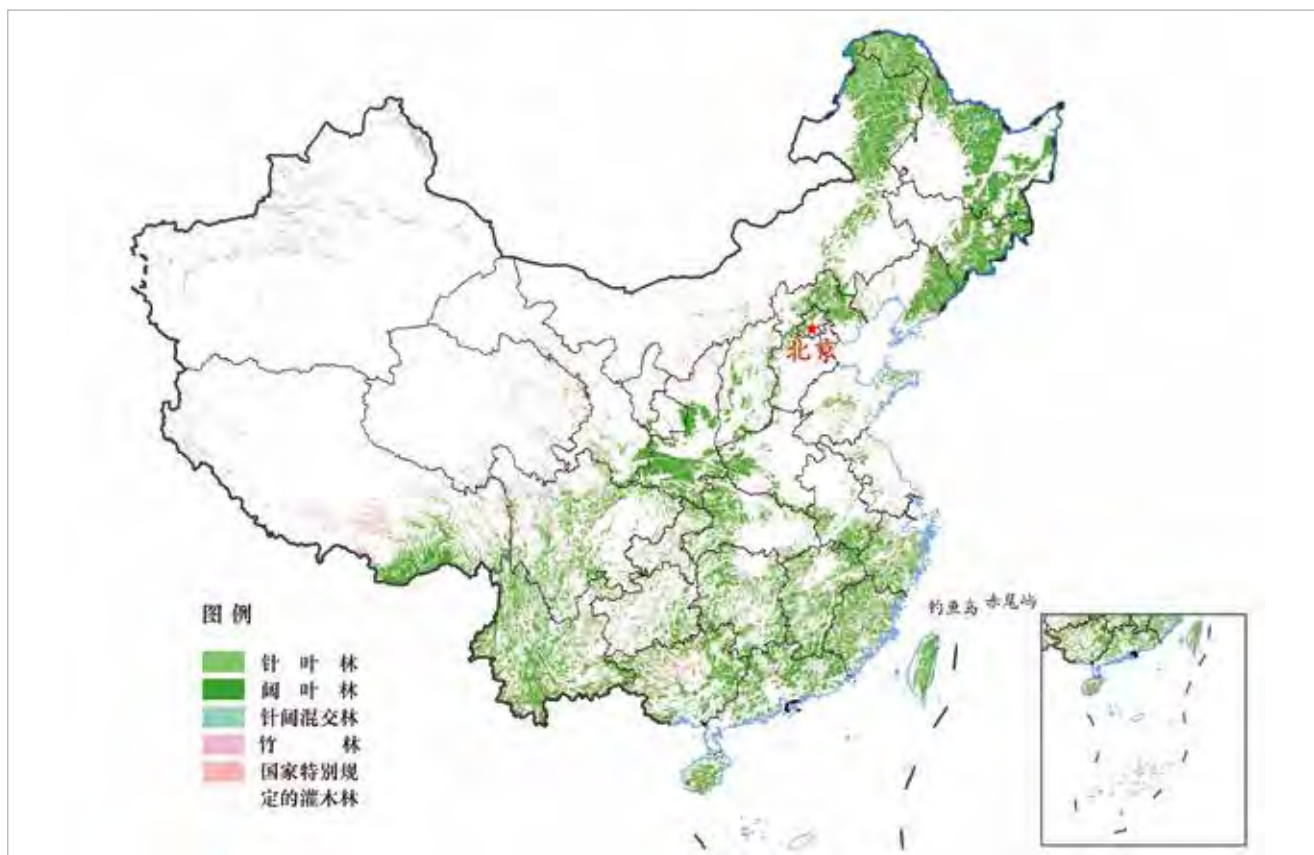 北京
钓鱼岛 赤尾屿
图例
针叶林
阔叶林
针阔混交林
竹林
国家特别规
定的灌木林